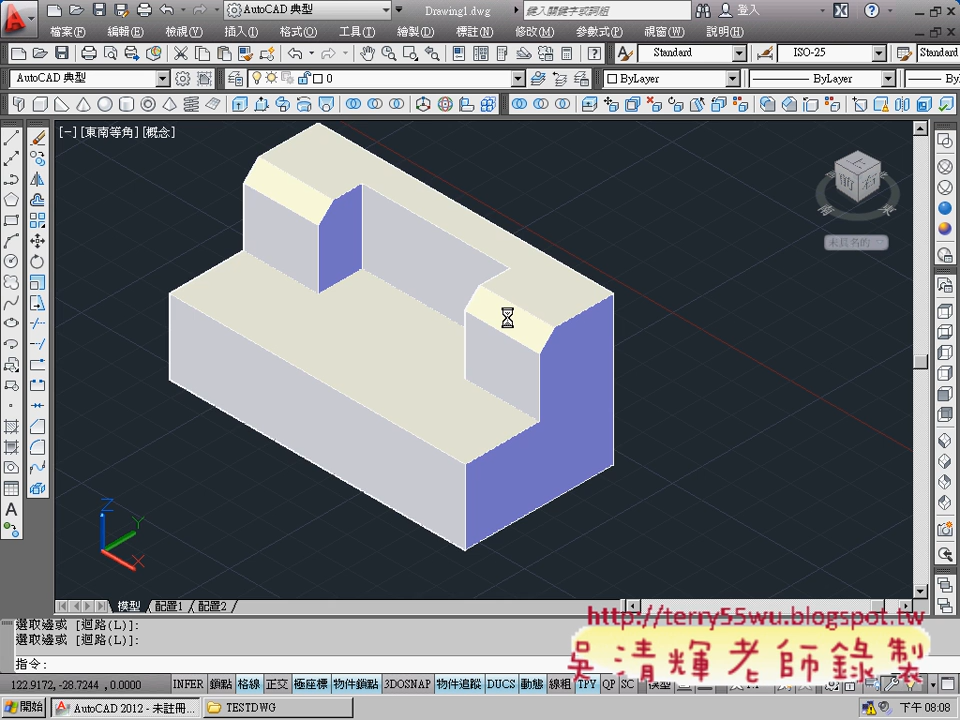 AutoCAD 典型
Drawing1.dwg
鍵入關鍵字或詞組
登入
檔案(F)
編輯(E)
檢視(V)
插入(I)
格式(O)
工具(T)
繪製(D)
標註(N)
修改(M)
參數式(P)
視窗(W)
說明(H)
Standard
ISO-25
Standard
AutoCAD 典型
0
ByLayer
ByLayer
[−][東南等角][概念]
上
前
右
南
東
未具名的
Z
Y
X
模型
配置1
配置2
選取邊或 [迴路(L)]:
選取邊或 [迴路(L)]:
指令:
http://terry55wu.blogspot.tw
吳清輝老師錄製
122.9172, -28.7244 , 0.0000
INFER
鎖點
格線
正交
極座標
物件鎖點
3DOSNAP
物件追蹤
DUCS
動態
線粗
TPY
QP
SC
模型
開始
AutoCAD 2012 - 未註冊...
TESTDWG
下午 08:08